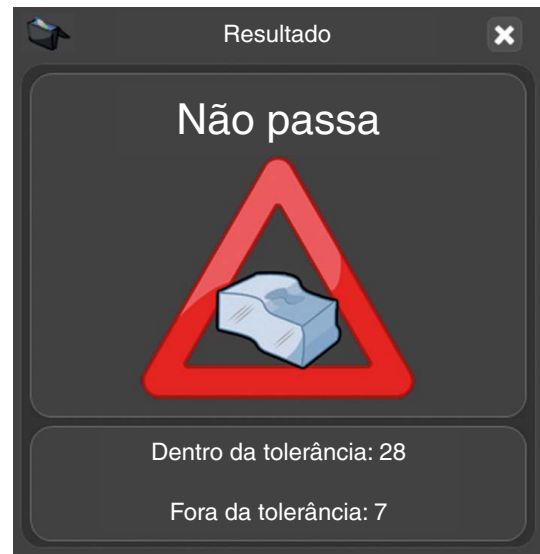 Resultado
Não passa
Dentro da tolerância: 28
Fora da tolerância: 7